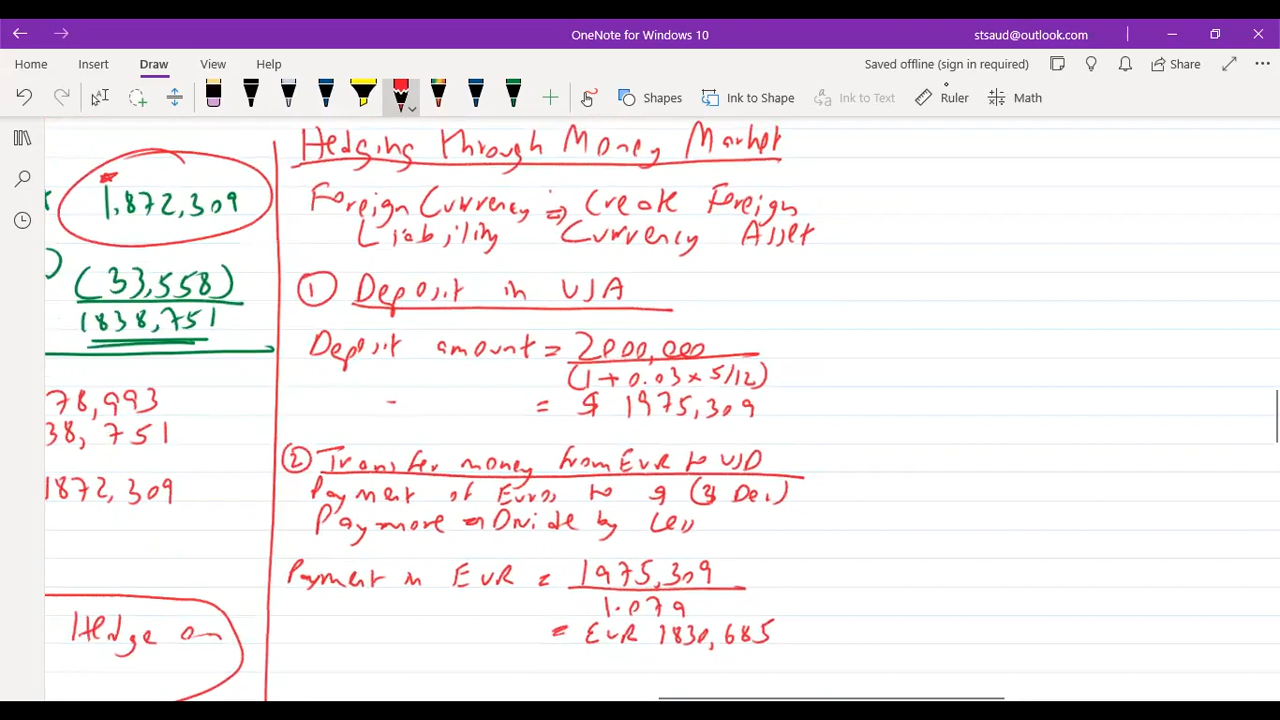 OneNote for Windows 10
stsaud@outlook.com
Home Insert Draw View Help
Saved offline (sign in required)
Share
Shapes
Ink to Shape
Ink to Text
Ruler
Math
1,872,309
(33,558)
1838,751
78,993
38,751
1872,309
Hedge on
Hedging through Money Market
Foreign Currency ⇒ Create Foreign
Liability Currency Asset
① Deposit in USA
Deposit amount = 2000,000
(1 + 0.03 × 5/12)
= $ 1975,309
② Transfer money from EUR to USD
Payment of Euros to $ (31 Dec)
Pay more → Divide by
Payment in EUR = 1975,309
1.079
= EUR 1830,685